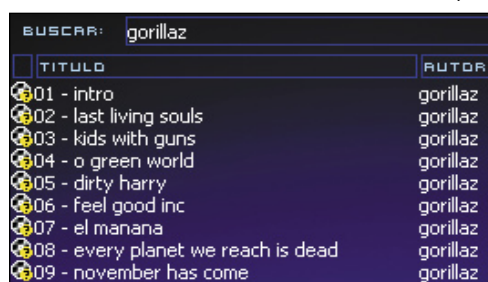 BUSCAR: gorillaz
TITULO AUTOR
01 - intro gorillaz
02 - last living souls gorillaz
03 - kids with guns gorillaz
04 - o green world gorillaz
05 - dirty harry gorillaz
06 - feel good inc gorillaz
07 - el manana gorillaz
08 - every planet we reach is dead gorillaz
09 - november has come gorillaz